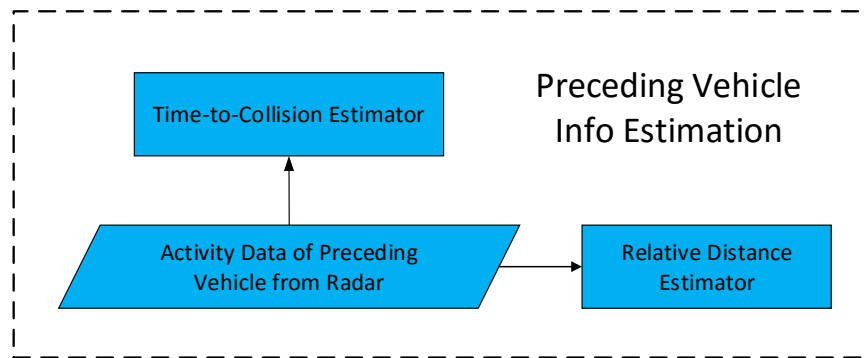 Time-to-Collision Estimator
Preceding Vehicle
Info Estimation
Activity Data of Preceding
Vehicle from Radar
Relative Distance
Estimator